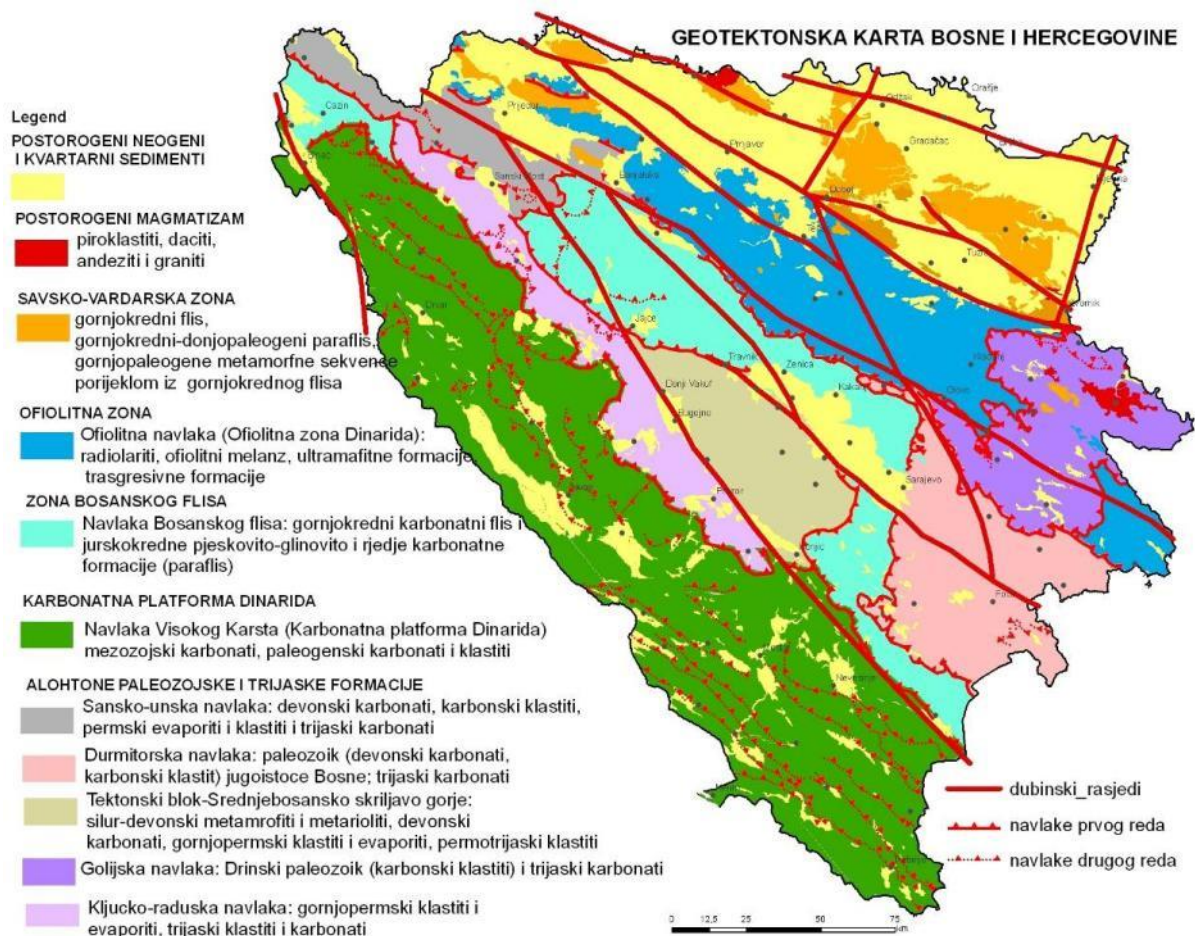 GEOTEKTONSKA KARTA BOSNE I HERCEGOVINE
Legend
POSTOROGENI NEOGENI
I KVARTARNI SEDIMENTI
POSTOROGENI MAGMATIZAM
piroklastiti, daciti,
andeziti i graniti
SAVSKO-VARDARSKA ZONA
gornjokredni flis,
gornjokredni-donjopaleogeni paraflis,
gornjopaleogene metamorfne sekvence
porijeklom iz gornjokrednog flisa
OFIOLITNA ZONA
Ofiolitna navlaka (Ofiolitna zona Dinarida):
radiolariti, ofiolitni melanz, ultramafitne formacije,
trasgresivne formacije
ZONA BOSANSKOG FLISA
Navlaka Bosanskog flisa: gornjokredni karbonatni flis i
jurskokredne pjeskovito-glinovito i rjedje karbonatne
formacije (paraflis)
KARBONATNA PLATFORMA DINARIDA
Navlaka Visokog Karsta (Karbonatna platforma Dinarida)
mezozojski karbonati, paleogenski karbonati i klastiti
ALOHTONE PALEOZOJSKE I TRIJASKE FORMACIJE
Sansko-unska navlaka: devonski karbonati, karbonski klastiti,
permski evaporiti i klastiti i trijaski karbonati
Durmitorska navlaka: paleozoik (devonski karbonati,
karbonski klastit) jugoistoce Bosne; trijaski karbonati
Tektonski blok-Srednjebosansko skriljavo gorje:
silur-devonski metamrofiti i metarioliti, devonski
karbonati, gornjopermski klastiti i evaporiti, permotrijaski klastiti
Golijska navlaka: Drinski paleozoik (karbonski klastiti) i trijaski karbonati
Kljucko-raduska navlaka: gornjopermski klastiti i
evaporiti, trijaski klastiti i karbonati
Cazin
Prijedor
Sanski Most
Banjaluka
Prnjavor
Odžak
Orašje
Gradačac
Doboj
Jajce
Donji Vakuf
Bugojno
Travnik
Zenica
Kakanj
Olovo
Sarajevo
Prozor
Konjic
Nevesinje
dubinski_rasjedi
navlake prvog reda
navlake drugog reda
0 12,5 25 50 75
km